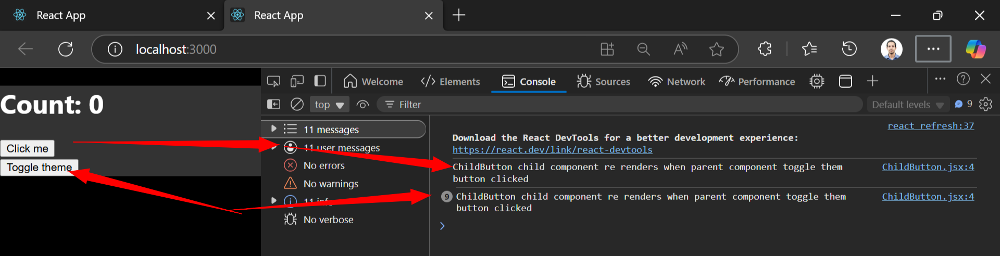 React App
React App
localhost:3000
Welcome
Elements
Console
Sources
Network
Performance
top
Filter
Default levels
9
Count: 0
Click me
Toggle theme
11 messages
11 user messages
No errors
No warnings
11 info
No verbose
react refresh:37
Download the React DevTools for a better development experience:
https://react.dev/link/react-devtools
ChildButton child component re renders when parent component toggle them
button clicked
ChildButton.jsx:4
9 ChildButton child component re renders when parent component toggle them
button clicked
ChildButton.jsx:4